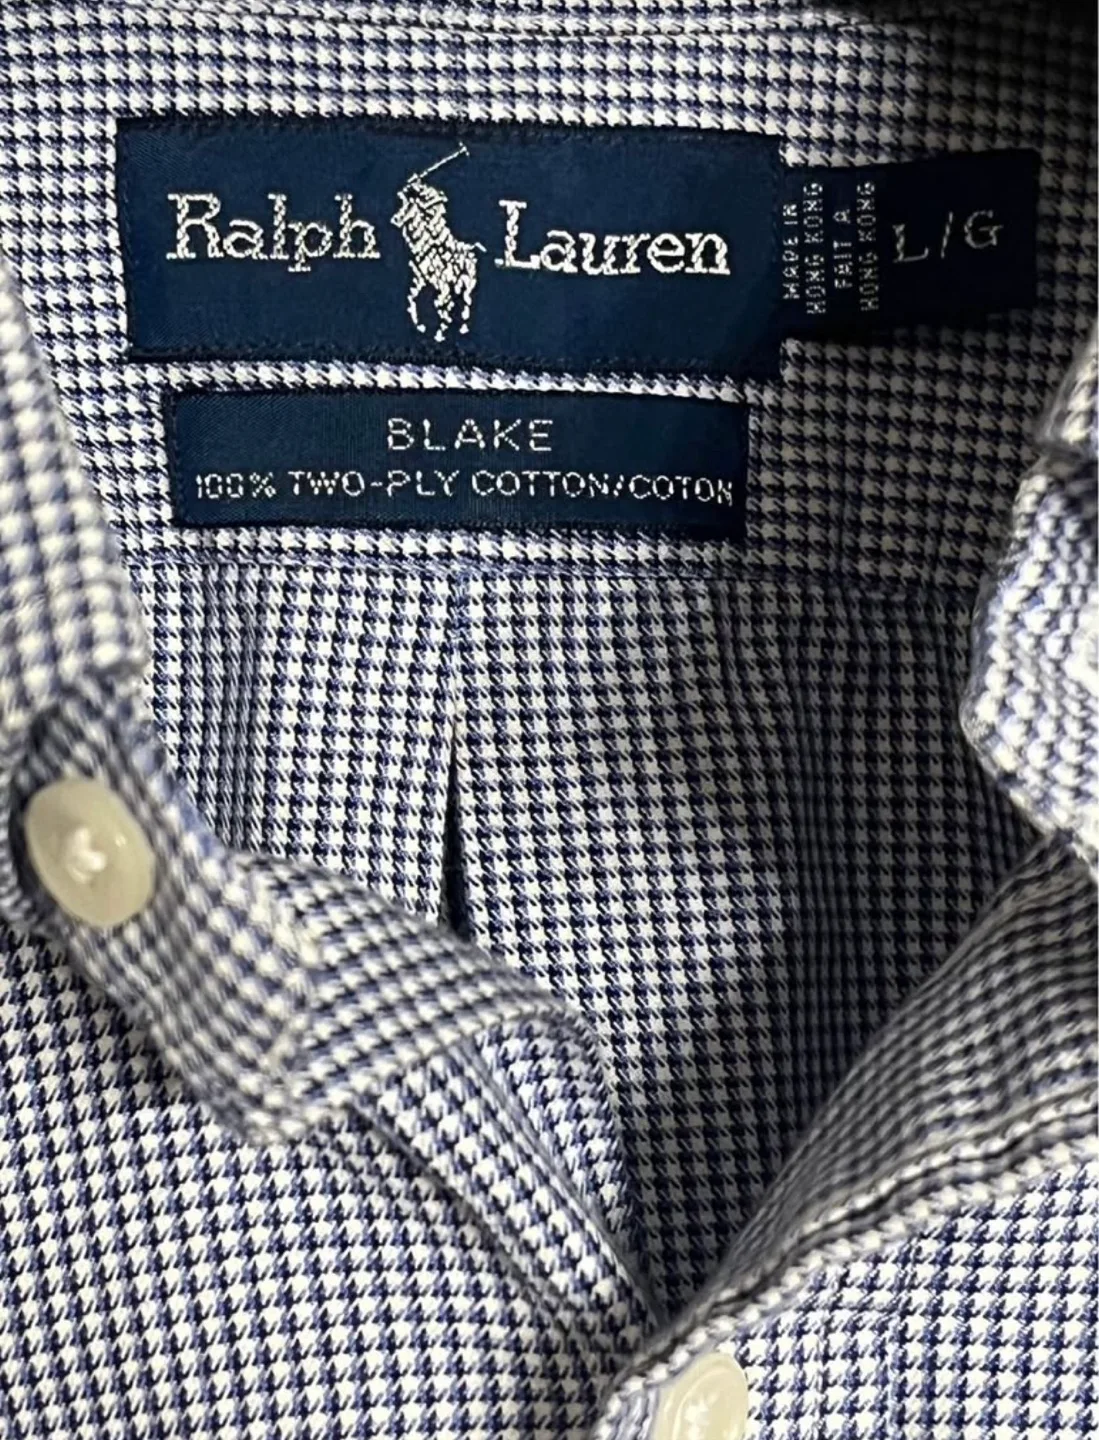 Ralph Lauren
MADE IN
HONG KONG
FAIT A
HONG KONG
L/G
BLAKE
100% TWO-PLY COTTON/COTON